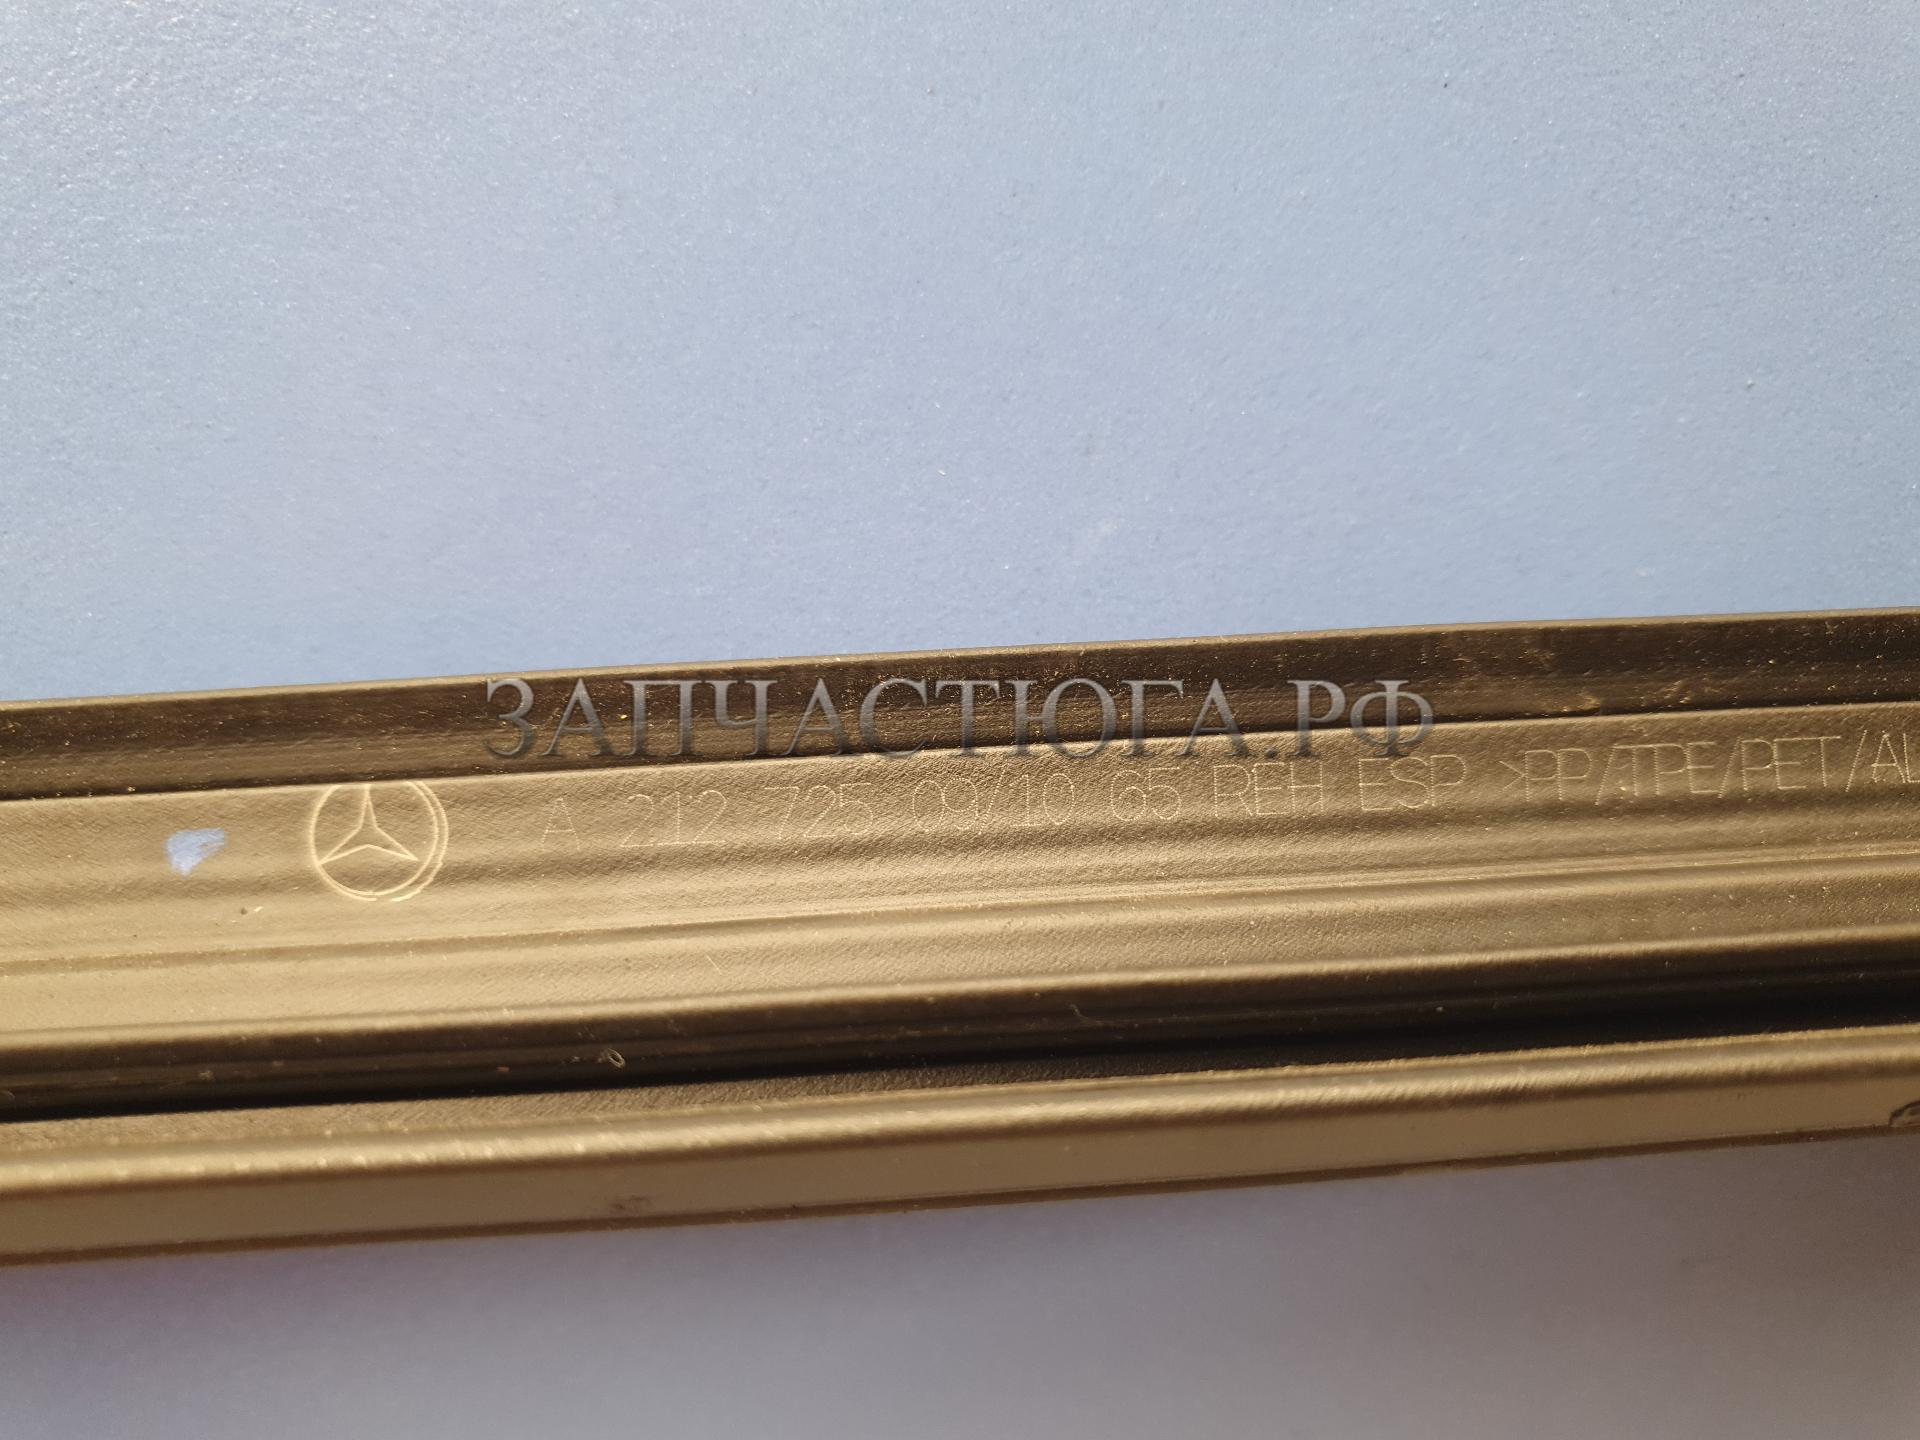 ЗАПЧАСТЮГА.РФ
A 212 725 09/10 65 REH ESP >PP/TPE/PET/AL